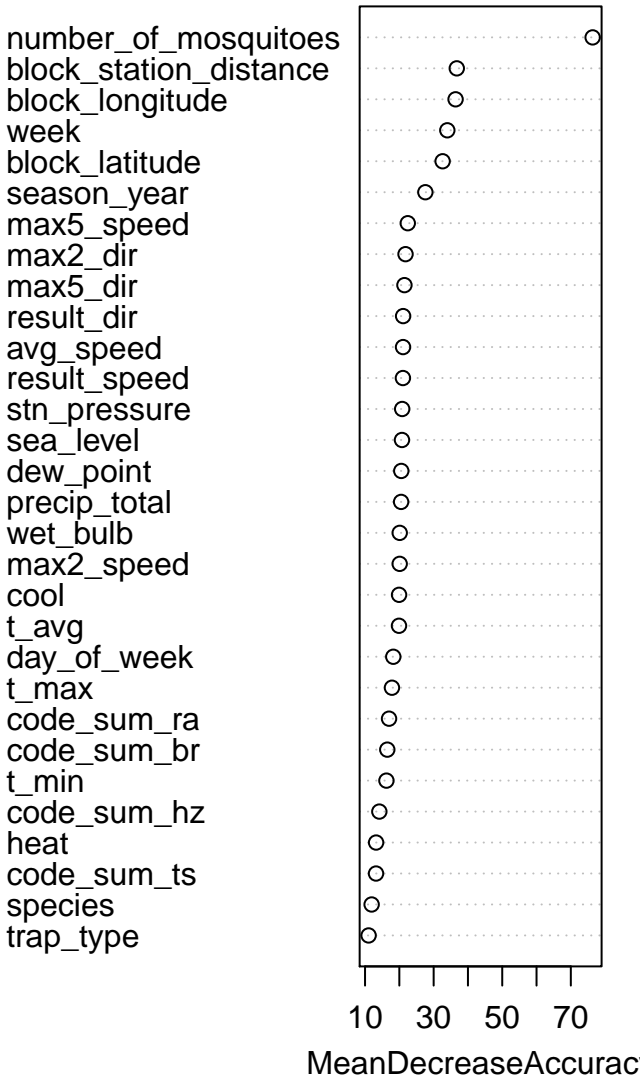 number_of_mosquitoes
block_station_distance
block_longitude
week
block_latitude
season_year
max5_speed
max2_dir
max5_dir
result_dir
avg_speed
result_speed
stn_pressure
sea_level
dew_point
precip_total
wet_bulb
max2_speed
cool
t_avg
day_of_week
t_max
code_sum_ra
code_sum_br
t_min
code_sum_hz
heat
code_sum_ts
species
trap_type
10 30 50 70
MeanDecreaseAccurac